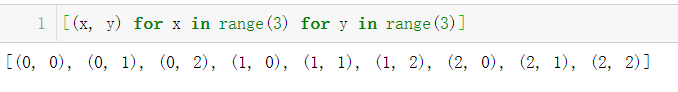 1 [(x, y) for x in range(3) for y in range(3)]
[(0, 0), (0, 1), (0, 2), (1, 0), (1, 1), (1, 2), (2, 0), (2, 1), (2, 2)]